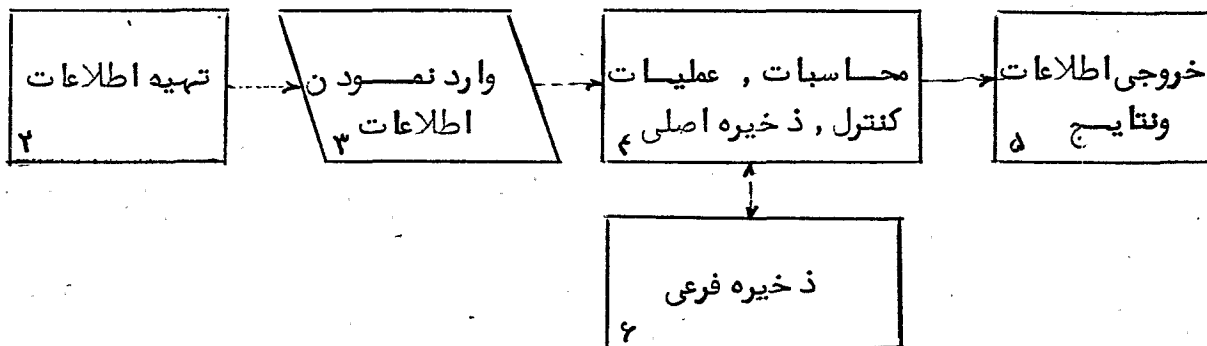 تهیه اطلاعات
۲
وارد نمودن
اطلاعات
۳
محاسبات , عملیات
کنترل , ذخیره اصلی
۴
خروجی اطلاعات
ونتایج
۵
ذخیره فرعی
۶